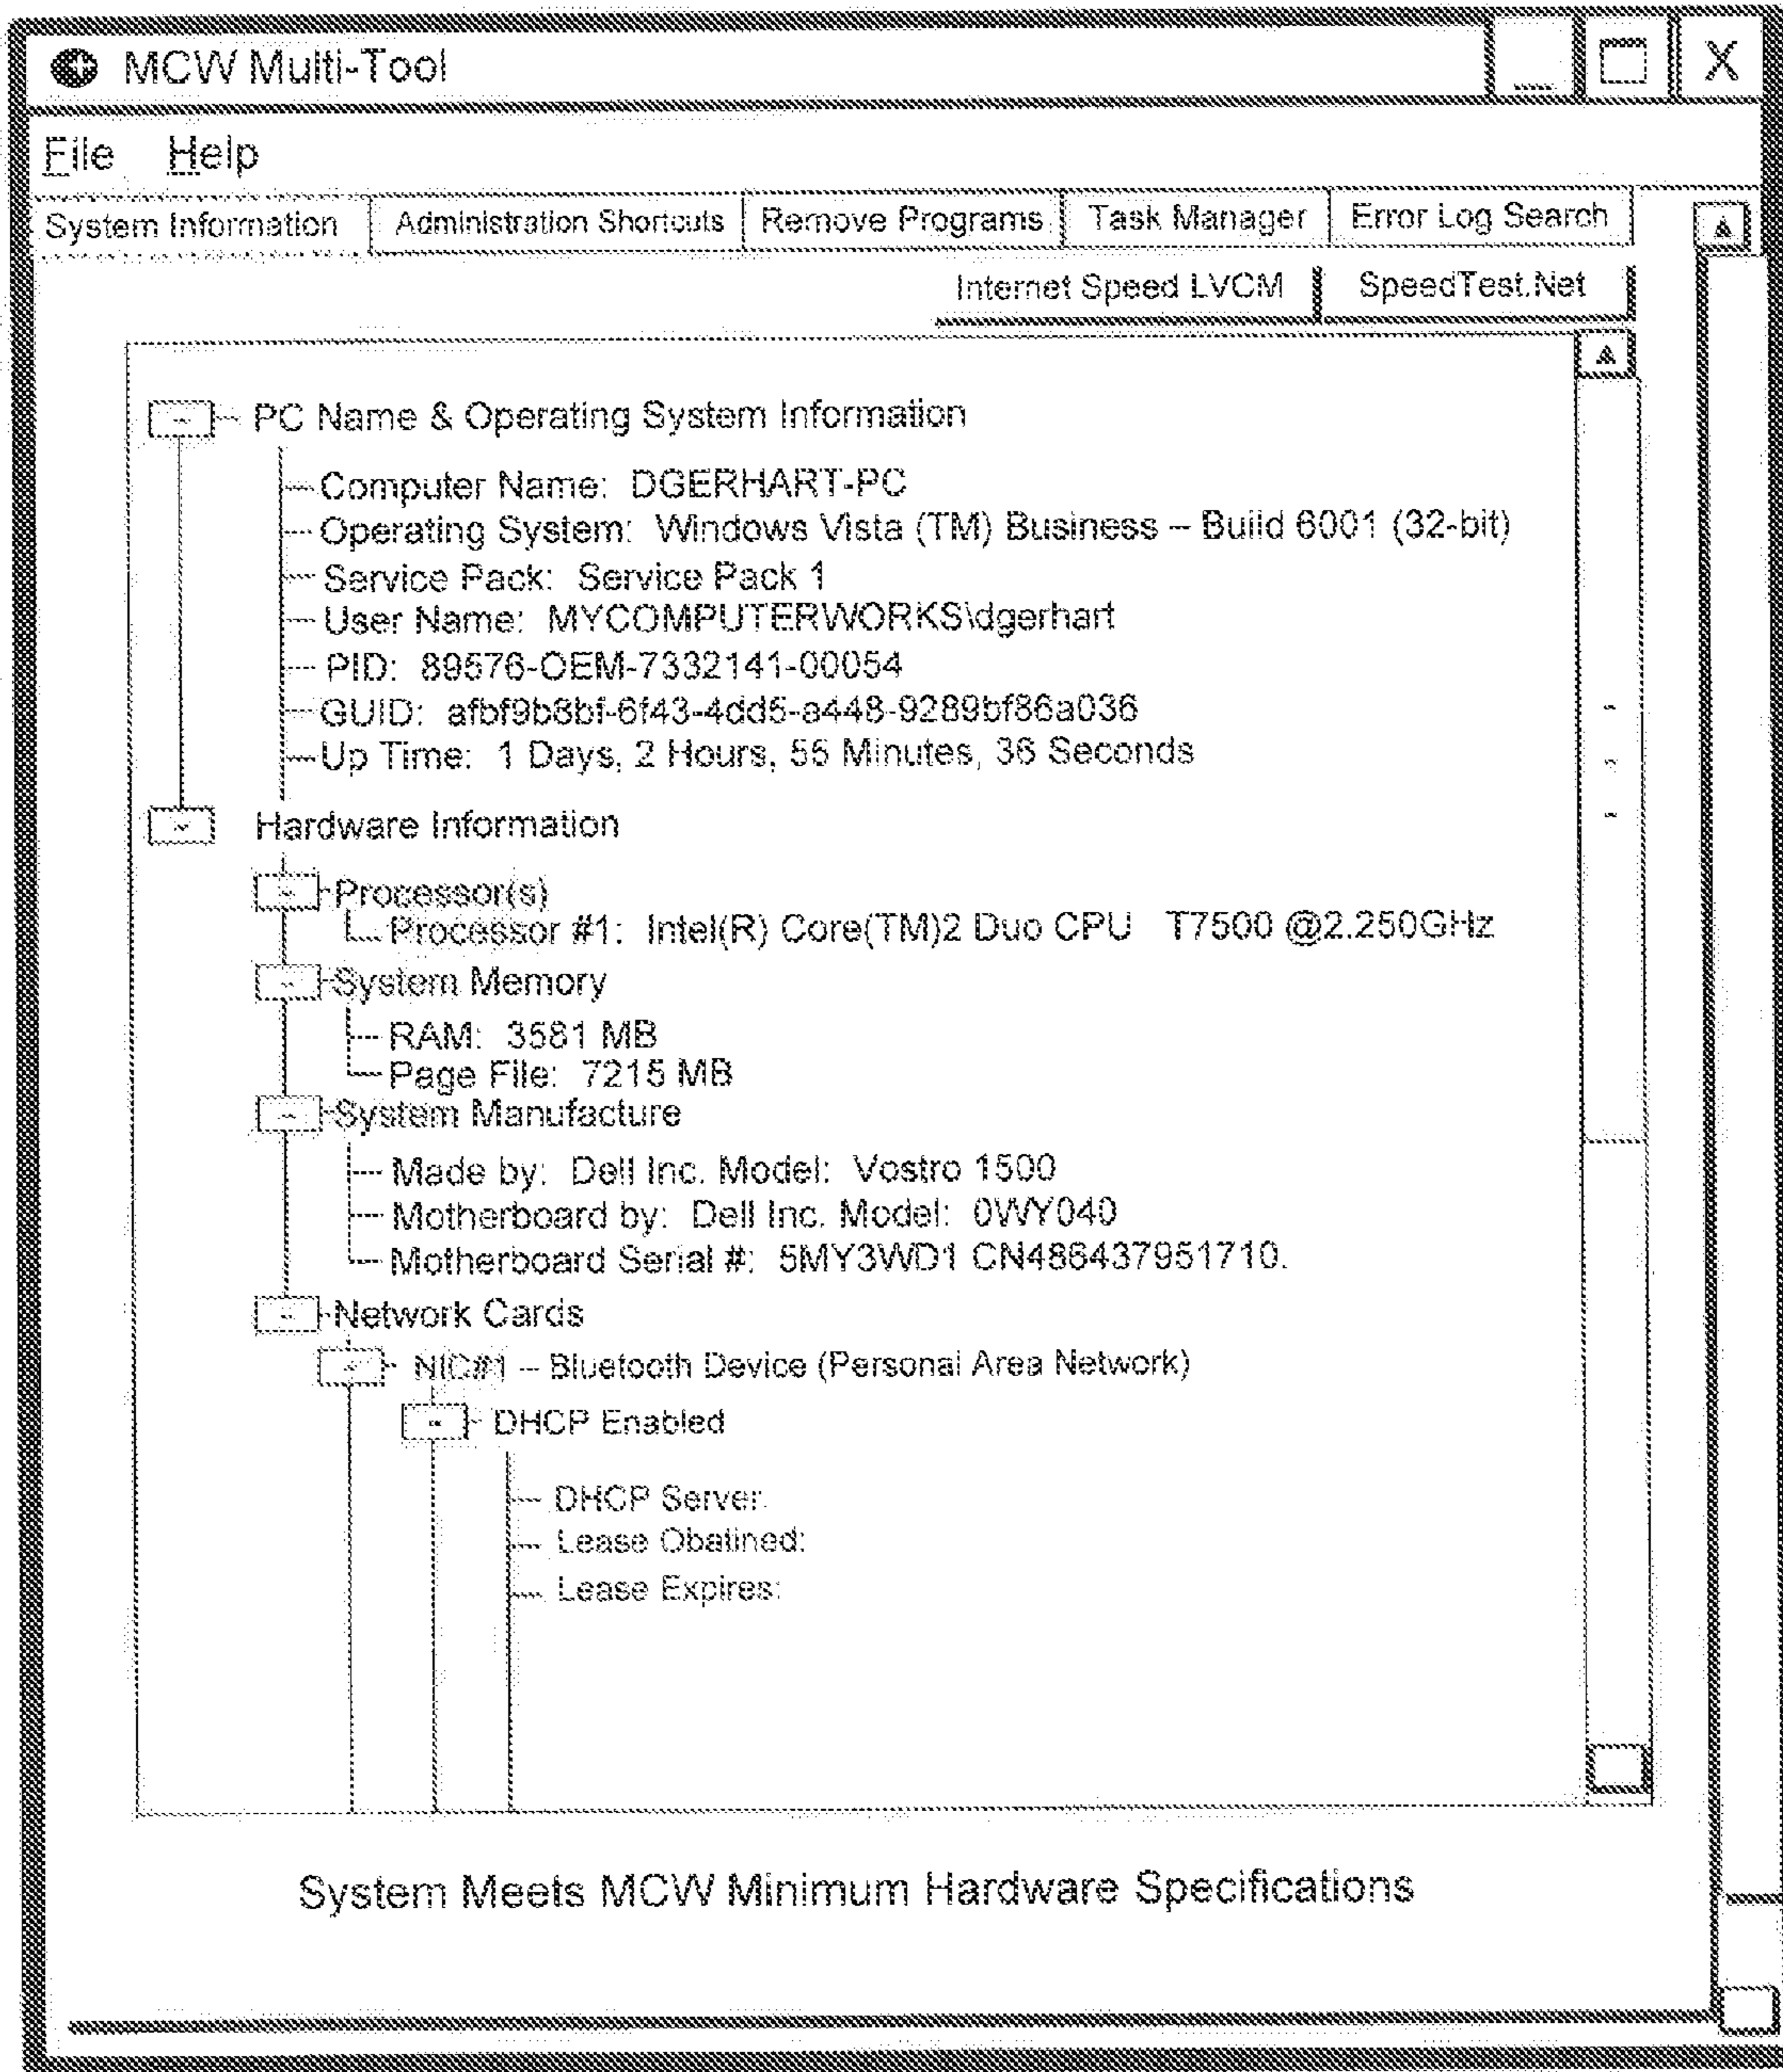 MCW Multi-Tool
_ X
File Help
System Information Administration Shortcuts Remove Programs Task Manager Error Log Search
Internet Speed LVCM SpeedTest.Net
PC Name & Operating System Information
Computer Name: DGERHART-PC
Operating System: Windows Vista (TM) Business – Build 6001 (32-bit)
Service Pack: Service Pack 1
User Name: MYCOMPUTERWORKS\dgerhart
PID: 89576-OEM-7332141-00054
GUID: afbf9b8bf-6f43-4dd5-a448-9289bf86a036
Up Time: 1 Days, 2 Hours, 55 Minutes, 36 Seconds
Hardware Information
Processor(s)
Processor #1: Intel(R) Core(TM)2 Duo CPU T7500 @2.250GHz
System Memory
RAM: 3581 MB
Page File: 7215 MB
System Manufacture
Made by: Dell Inc. Model: Vostro 1500
Motherboard by: Dell Inc. Model: 0WY040
Motherboard Serial #: 5MY3WD1 CN486437951710.
Network Cards
NIC#1 – Bluetooth Device (Personal Area Network)
DHCP Enabled
DHCP Server:
Lease Obatined:
Lease Expires:
System Meets MCW Minimum Hardware Specifications